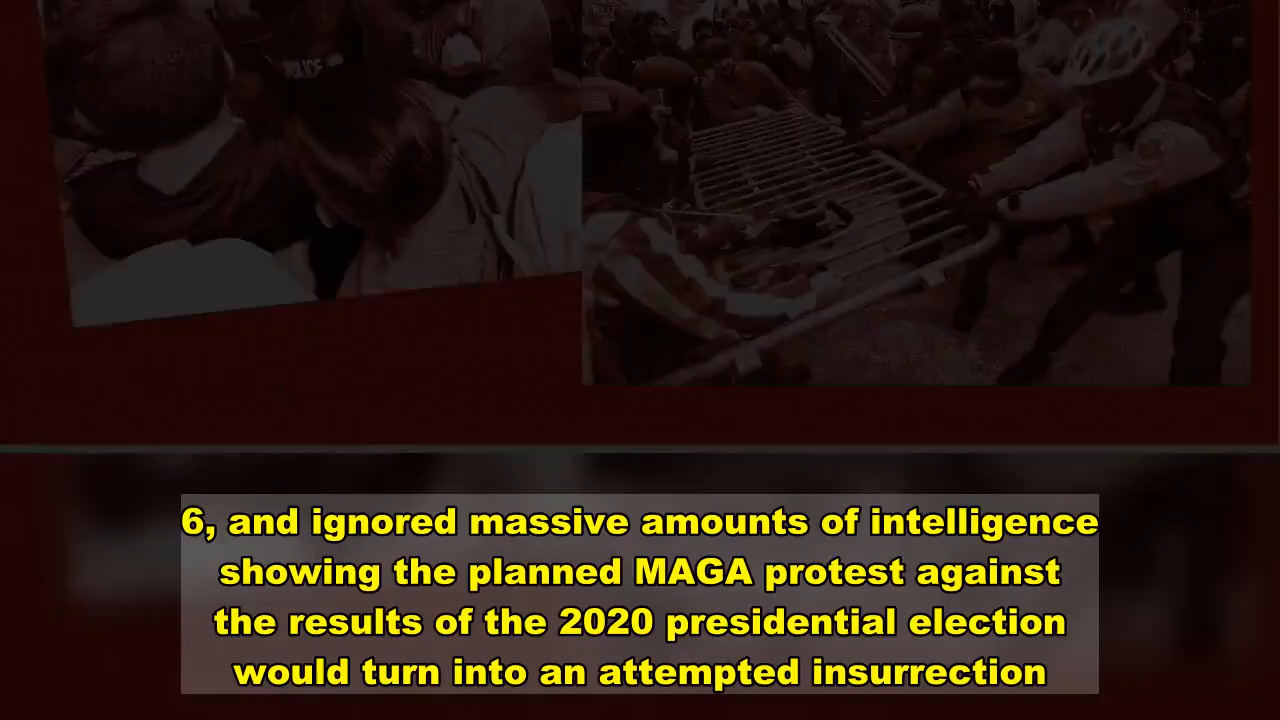 POLICE
6, and ignored massive amounts of intelligence
showing the planned MAGA protest against
the results of the 2020 presidential election
would turn into an attempted insurrection